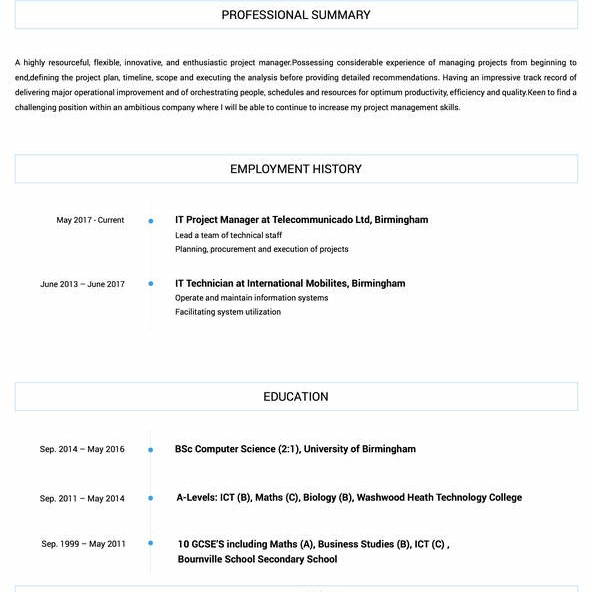 PROFESSIONAL SUMMARY
A highly resourceful, flexible, innovative, and enthusiastic project manager.Possessing considerable experience of managing projects from beginning to
end,defining the project plan, timeline, scope and executing the analysis before providing detailed recommendations. Having an impressive track record of
delivering major operational improvement and of orchestrating people, schedules and resources for optimum productivity, efficiency and quality.Keen to find a
challenging position within an ambitious company where I will be able to continue to increase my project management skills.
EMPLOYMENT HISTORY
May 2017 - Current
IT Project Manager at Telecommunicado Ltd, Birmingham
Lead a team of technical staff
Planning, procurement and execution of projects
June 2013 – June 2017
IT Technician at International Mobilites, Birmingham
Operate and maintain information systems
Facilitating system utilization
EDUCATION
Sep. 2014 – May 2016
BSc Computer Science (2:1), University of Birmingham
Sep. 2011 – May 2014
A-Levels: ICT (B), Maths (C), Biology (B), Washwood Heath Technology College
Sep. 1999 – May 2011
10 GCSE'S including Maths (A), Business Studies (B), ICT (C) ,
Bournville School Secondary School